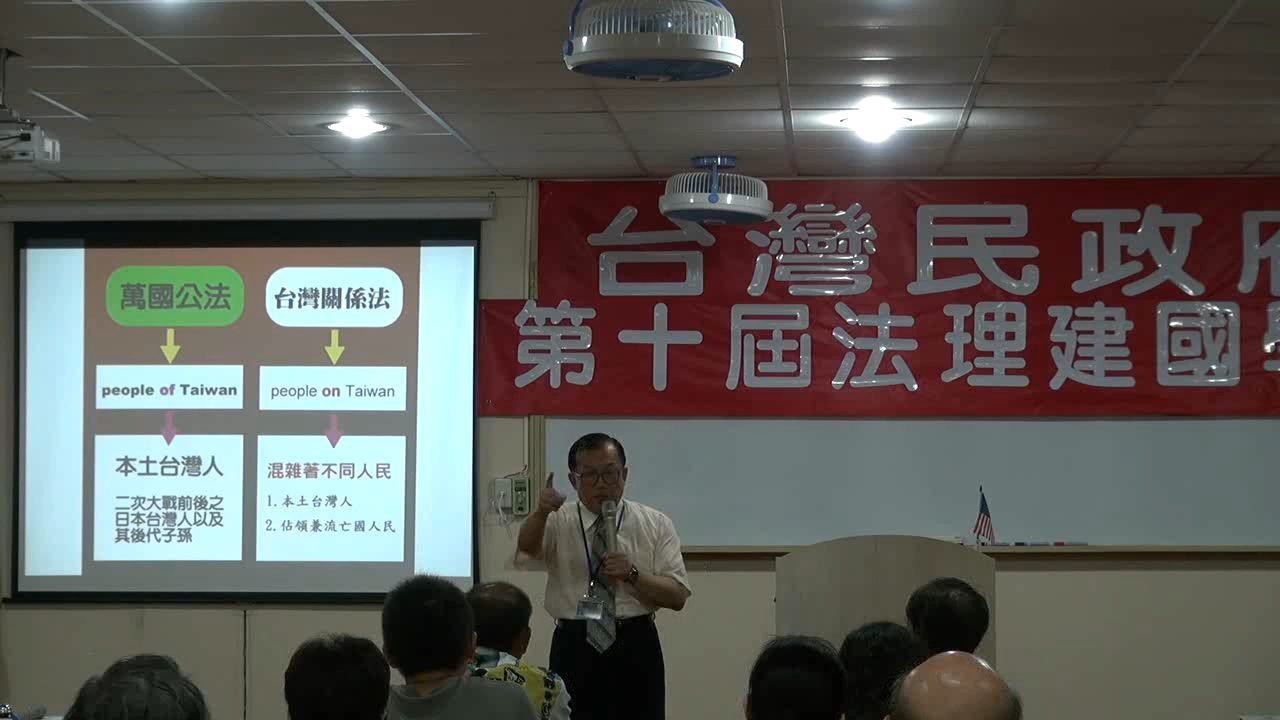 台灣民政府
第十屆法理建國
萬國公法
台灣關係法
people of Taiwan
people on Taiwan
本土台灣人
二次大戰前後之
日本台灣人以及
其後代子孫
混雜著不同人民
1. 本土台灣人
2. 佔領兼流亡國人民